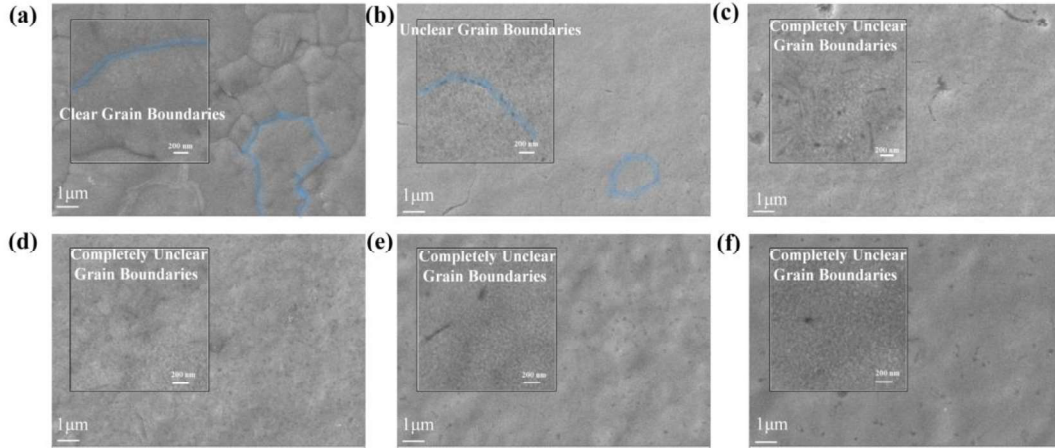 (a)
Clear Grain Boundaries
200 nm
1μm
(b)
Unclear Grain Boundaries
200 nm
1μm
(c)
Completely Unclear
Grain Boundaries
200 nm
1μm
(d)
Completely Unclear
Grain Boundaries
200 nm
1μm
(e)
Completely Unclear
Grain Boundaries
200 nm
1μm
(f)
Completely Unclear
Grain Boundaries
200 nm
1μm